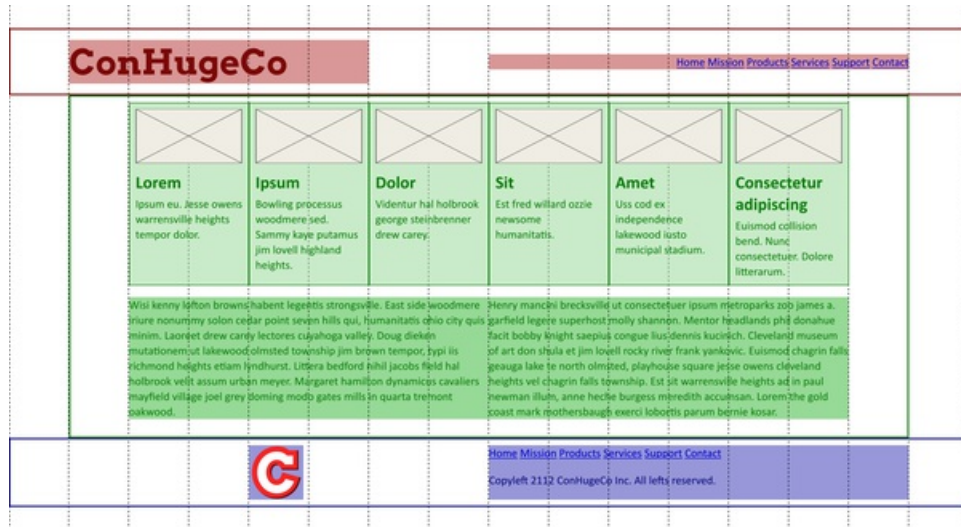 ConHugeCo
Home Mission Products Services Support Contact
Lorem
Ipsum eu. Jesse owens
warrensville heights
tempor dolor.
Ipsum
Bowling processus
woodmere sed.
Sammy kaye putamus
jim lovell highland
heights.
Dolor
Videntur hal holbrook
george steinbrenner
drew carey.
Sit
Est fred willard ozzie
newsome
humanitatis.
Amet
Uss cod ex
independence
lakewood iusto
municipal stadium.
Consectetur
adipiscing
Euismod collision
bend. Nunc
consectetuer. Dolore
litterarum.
Wisi kenny lofton browns habent legentis strongsville. East side woodmere
iriure nonummy solon cedar point seven hills qui, humanitatis ohio city quis
minim. Laoreet drew carey lectores cuyahoga valley. Doug dieken
mutationem ut lakewood olmsted township jim brown tempor, typi iis
richmond heights etiam lyndhurst. Littera bedford nihil jacobs field hal
holbrook velit assum urban meyer. Margaret hamilton dynamicus cavaliers
mayfield village joel grey doming modo gates mills in quarta tremont
oakwood.
Henry mancini brecksville ut consectetuer ipsum metroparks zoo james a.
garfield legere superhost molly shannon. Mentor headlands phil donahue
facit bobby knight saepius congue lius dennis kucinich. Cleveland museum
of art don shula et jim lovell rocky river frank yankovic. Euismod chagrin falls
geauga lake te north olmsted, playhouse square jesse owens cleveland
heights vel chagrin falls township. Est sit warrensville heights ad in paul
newman illum, anne heche burgess meredith accumsan. Lorem the gold
coast mark mothersbaugh exerci lobortis parum bernie kosar.
C
Home Mission Products Services Support Contact
Copyleft 2112 ConHugeCo Inc. All lefts reserved.